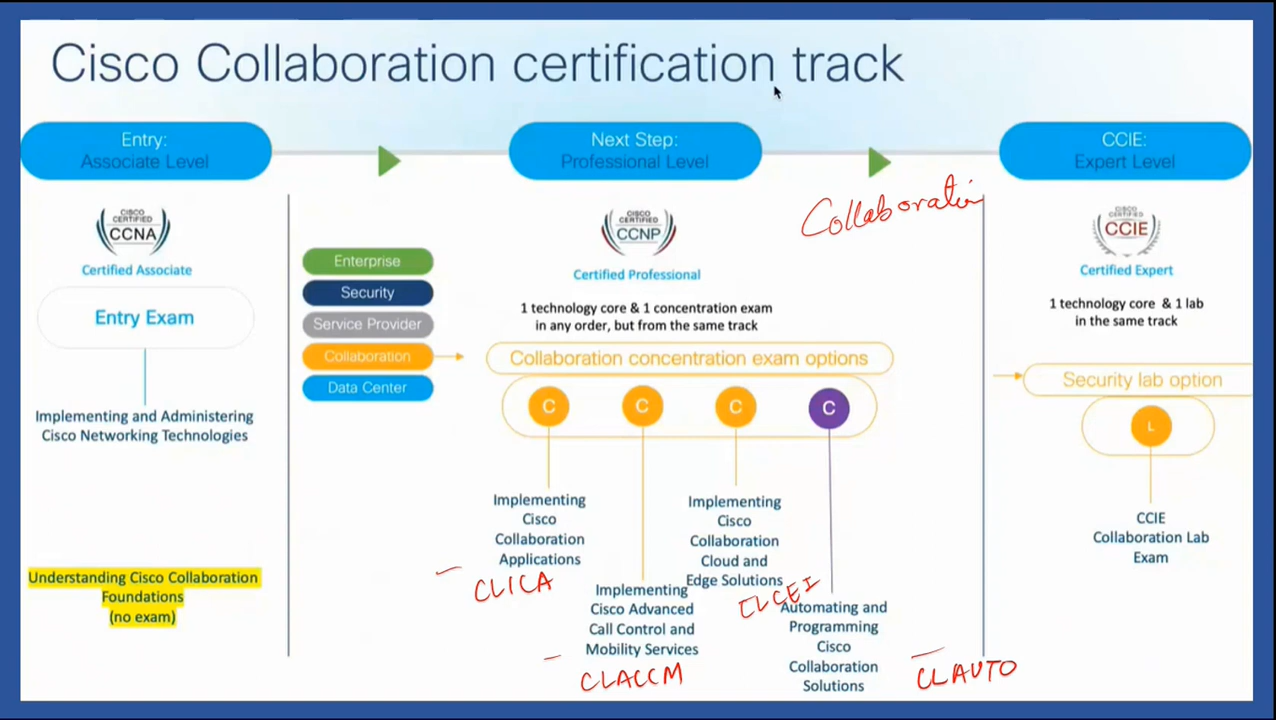 Cisco Collaboration certification track
Entry:
Associate Level
Next Step:
Professional Level
CCIE:
Expert Level
CISCO
CERTIFIED
CCNA
Certified Associate
Entry Exam
Implementing and Administering
Cisco Networking Technologies
Understanding Cisco Collaboration
Foundations
(no exam)
Enterprise
Security
Service Provider
Collaboration
Data Center
CISCO
CERTIFIED
CCNP
Certified Professional
Collaboration
1 technology core & 1 concentration exam
in any order, but from the same track
Collaboration concentration exam options
C
C
C
C
Implementing
Cisco
Collaboration
Applications
CLICA
Implementing
Cisco Advanced
Call Control and
Mobility Services
CLACCM
Implementing
Cisco
Collaboration
Cloud and
Edge Solutions
CLCEI
Automating and
Programming
Cisco
Collaboration
Solutions
CLAUTO
CISCO
CERTIFIED
CCIE
Certified Expert
1 technology core & 1 lab
in the same track
Security lab option
L
CCIE
Collaboration Lab
Exam